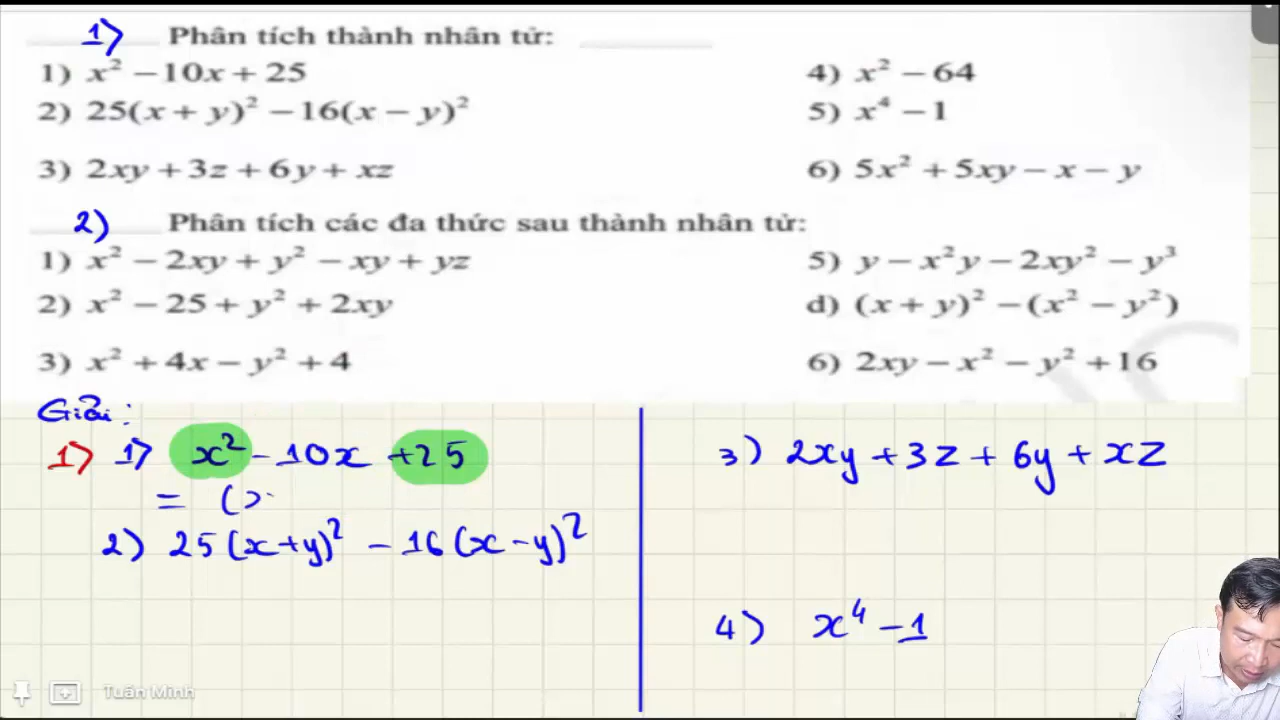 1) Phân tích thành nhân tử:
1) x² − 10x + 25
2) 25(x + y)² − 16(x − y)²
3) 2xy + 3z + 6y + xz
4) x² − 64
5) x⁴ − 1
6) 5x² + 5xy − x − y
2) Phân tích các đa thức sau thành nhân tử:
1) x² − 2xy + y² − xy + yz
2) x² − 25 + y² + 2xy
3) x² + 4x − y² + 4
5) y − x²y − 2xy² − y³
d) (x + y)² − (x² − y²)
6) 2xy − x² − y² + 16
Giải:
1) 1) x² − 10x + 25
= (x
2) 25(x+y)² − 16(x−y)²
3) 2xy + 3z + 6y + xz
4) x⁴ − 1
Tuấn Minh